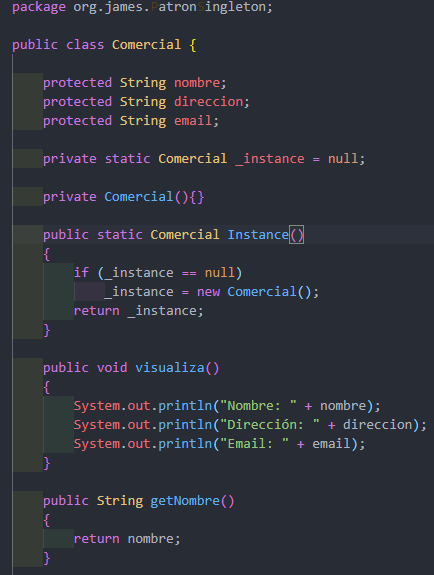 package org.james.PatronSingleton;
public class Comercial {
protected String nombre;
protected String direccion;
protected String email;
private static Comercial _instance = null;
private Comercial(){}
public static Comercial Instance()
{
if (_instance == null)
_instance = new Comercial();
return _instance;
}
public void visualiza()
{
System.out.println("Nombre: " + nombre);
System.out.println("Dirección: " + direccion);
System.out.println("Email: " + email);
}
public String getNombre()
{
return nombre;
}